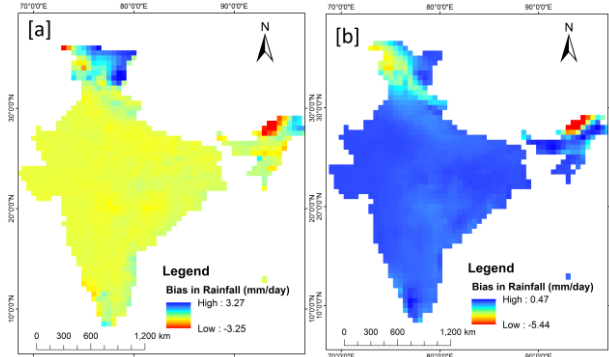 70°0'0"E 80°0'0"E 90°0'0"E
[a]
N
30°0'0"N
20°0'0"N
10°0'0"N
Legend
Bias in Rainfall (mm/day)
High : 3.27
Low : -3.25
0 300 600 1,200 km
70°0'0"E 80°0'0"E 90°0'0"E
[b]
N
30°0'0"N
20°0'0"N
10°0'0"N
Legend
Bias in Rainfall (mm/day)
High : 0.47
Low : -5.44
0 300 600 1,200 km